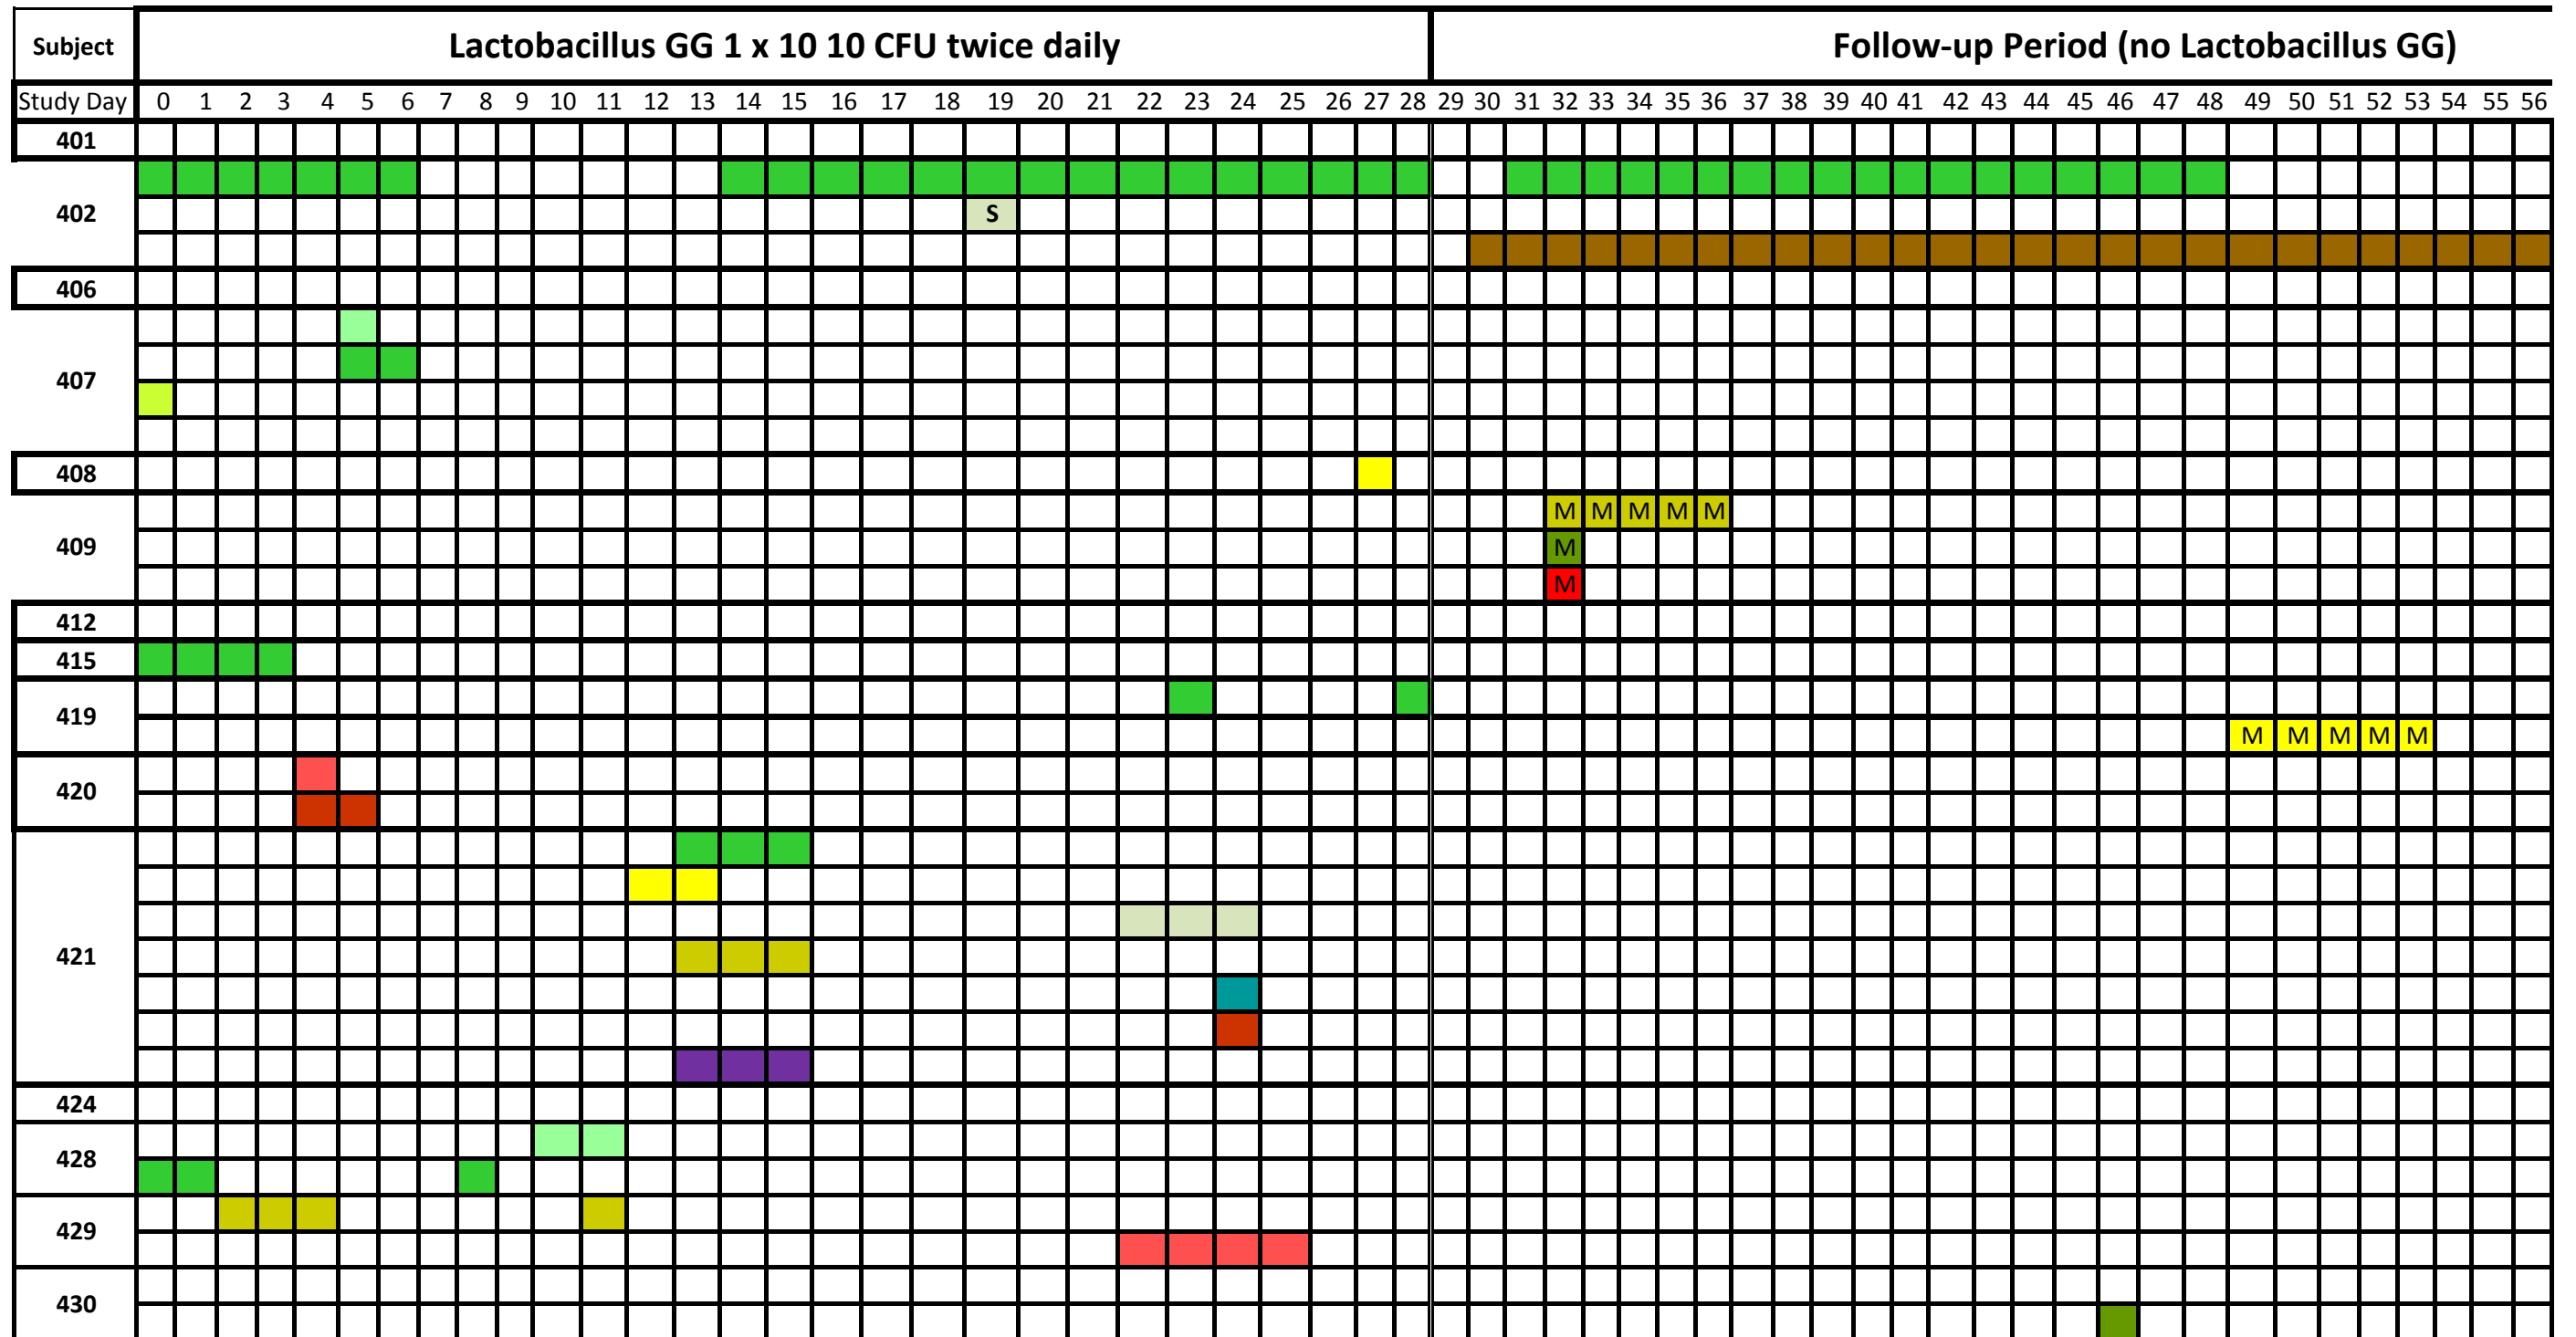 Subject Lactobacillus GG 1 x 10 10 CFU twice daily Follow-up Period (no Lactobacillus GG)
Study Day 0 1 2 3 4 5 6 7 8 9 10 11 12 13 14 15 16 17 18 19 20 21 22 23 24 25 26 27 28 29 30 31 32 33 34 35 36 37 38 39 40 41 42 43 44 45 46 47 48 49 50 51 52 53 54 55 56
401
402 S
406
407
408
M M M M M
409 M
M
412
415
419
M M M M M
420
421
424
428
429
430